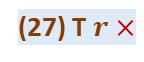 (27) T r ×